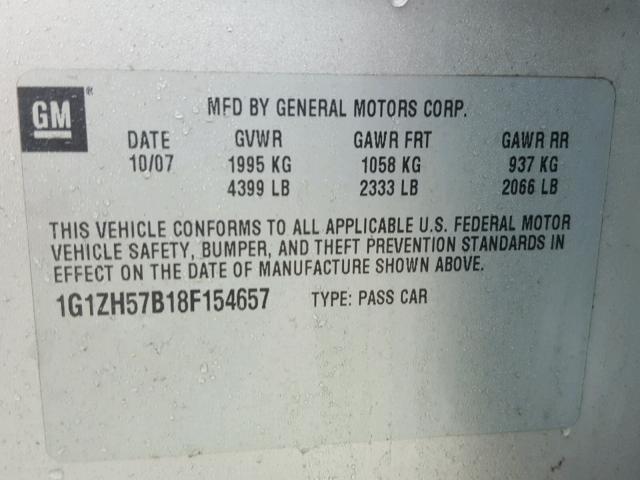 GM®
MFD BY GENERAL MOTORS CORP.
DATE GVWR GAWR FRT GAWR RR
10/07 1995 KG 1058 KG 937 KG
4399 LB 2333 LB 2066 LB
THIS VEHICLE CONFORMS TO ALL APPLICABLE U.S. FEDERAL MOTOR
VEHICLE SAFETY, BUMPER, AND THEFT PREVENTION STANDARDS IN
EFFECT ON THE DATE OF MANUFACTURE SHOWN ABOVE.
1G1ZH57B18F154657 TYPE: PASS CAR